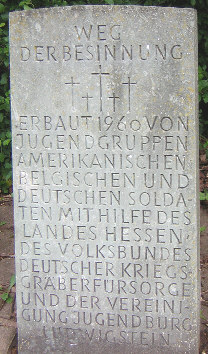 WEG
DER BESINNUNG
ERBAUT 1960 VON
JUGENDGRUPPEN
AMERIKANISCHEN
BELGISCHEN UND
DEUTSCHEN SOLDA-
TEN MIT HILFE DES
LANDES HESSEN
DES VOLKSBUNDES
DEUTSCHER KRIEGS-
GRÄBERFÜRSORGE
UND DER VEREINI-
GUNG JUGENDBURG
LUDWIGSTEIN